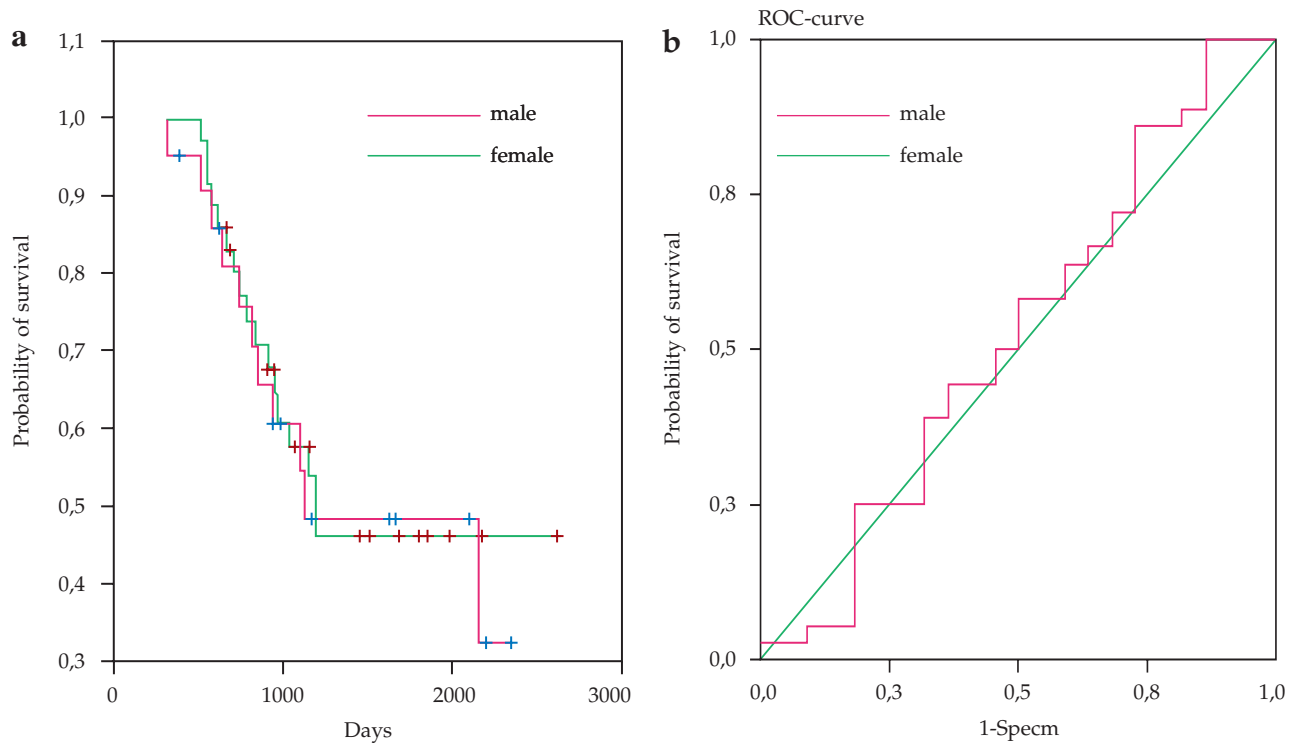 a
1,1
1,0
0,9
0,8
0,7
0,6
0,5
0,4
0,3
Probability of survival
male
female
0
1000
2000
3000
Days
b
ROC-curve
1,0
0,8
0,5
0,3
0,0
Probability of survival
male
female
0,0
0,3
0,5
0,8
1,0
1-Specm